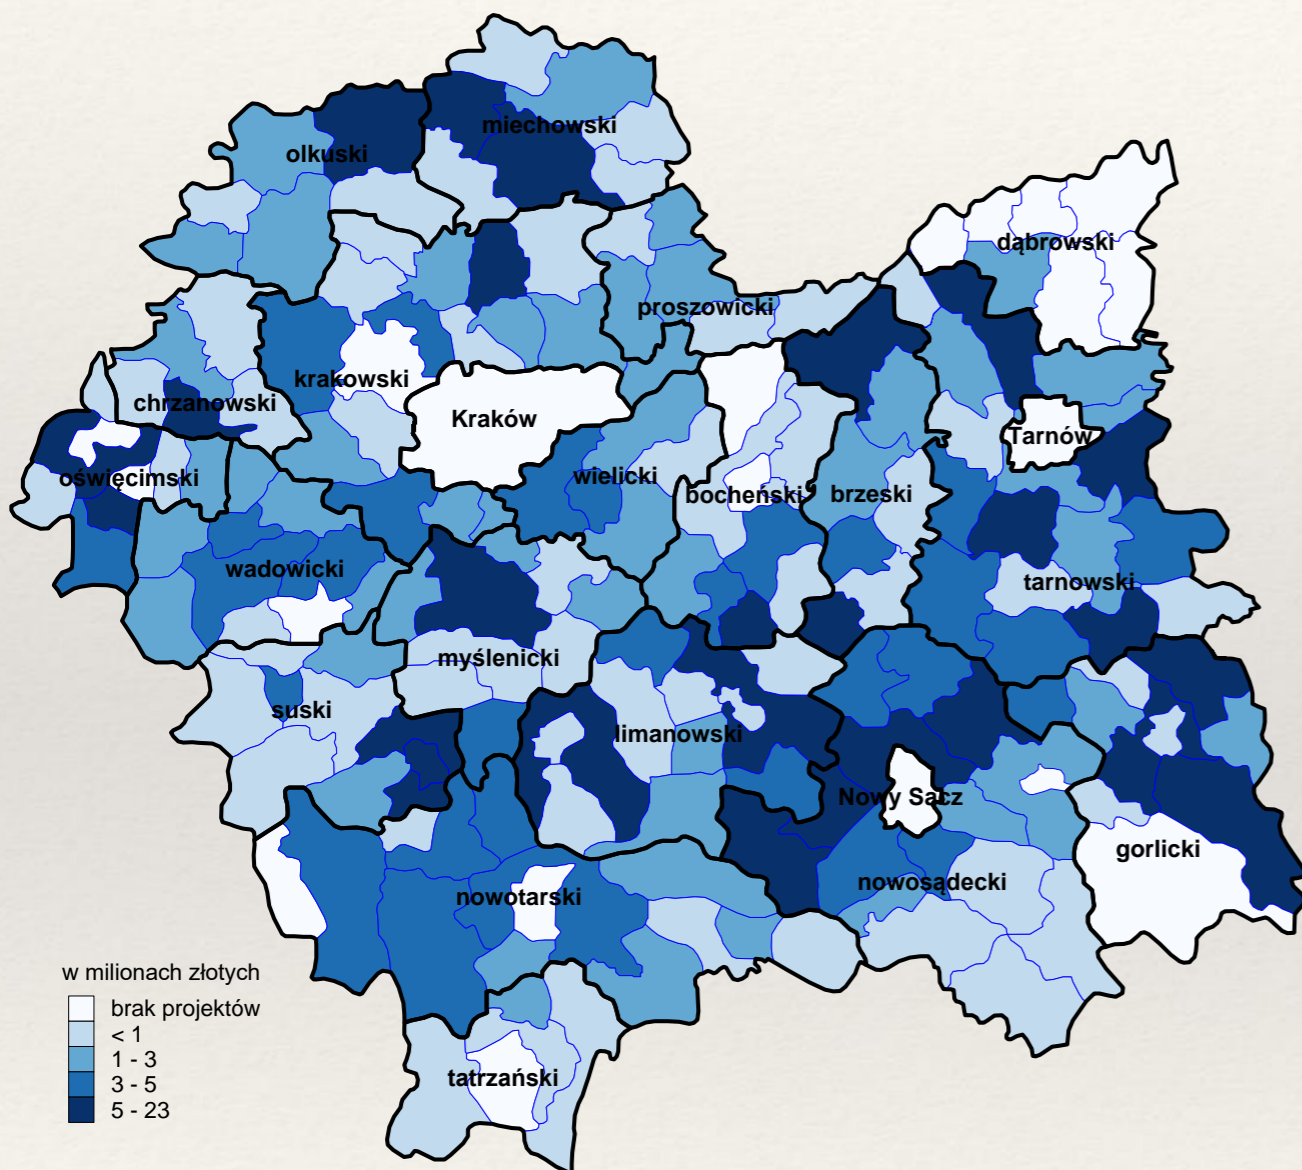 miechowski
olkuski
dąbrowski
proszowicki
krakowski
chrzanowski
Kraków
Tarnów
oświęcimski
wielicki
bocheński
brzeski
wadowicki
tarnowski
myślenicki
suski
limanowski
Nowy Sącz
gorlicki
nowosądecki
nowotarski
tatrzański
w milionach złotych
brak projektów
< 1
1 - 3
3 - 5
5 - 23